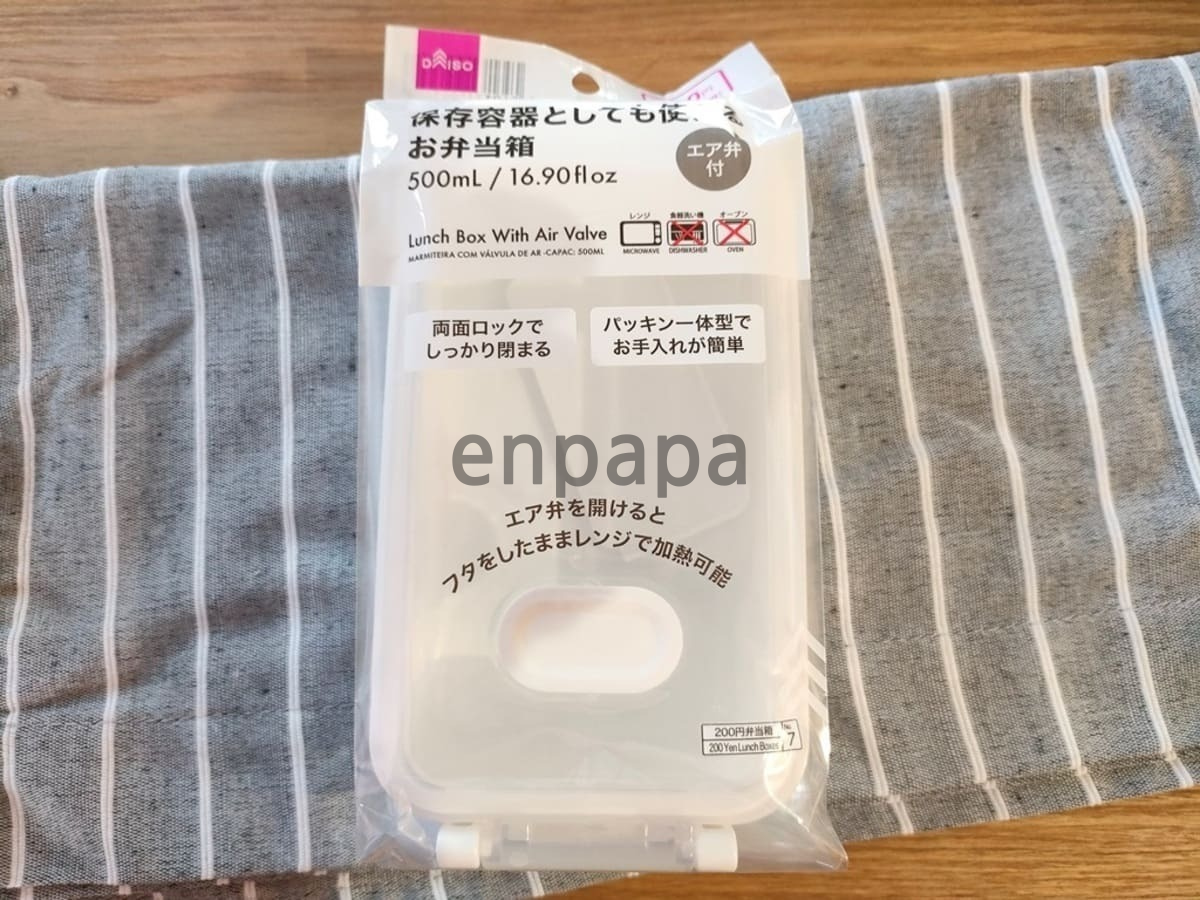 DAISO
保存容器としても使える
お弁当箱
500mL / 16.90fl oz
エア弁
付
Lunch Box With Air Valve
MARMITEIRA COM VÁLVULA DE AR -CAPAC: 500ML
レンジ
MICROWAVE
食器洗い機
DISHWASHER
オーブン
OVEN
両面ロックで
しっかり閉まる
パッキン一体型で
お手入れが簡単
enpapa
エア弁を開けると
フタをしたままレンジで加熱可能
200円弁当箱
200 Yen Lunch Boxes
No.
7